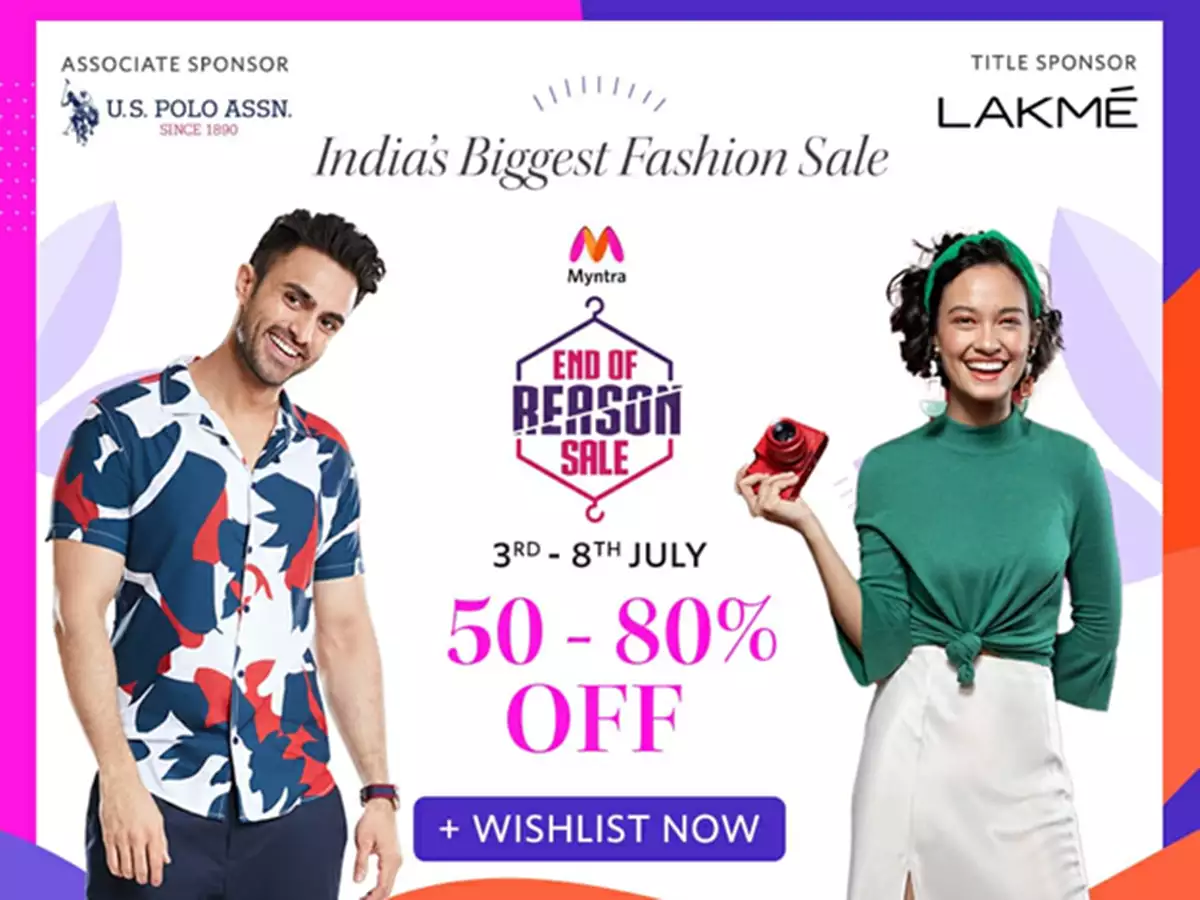 ASSOCIATE SPONSOR
U.S. POLO ASSN.
SINCE 1890
TITLE SPONSOR
LAKMÉ
India's Biggest Fashion Sale
Myntra
END OF
REASON
SALE
3RD - 8TH JULY
50 - 80%
OFF
+ WISHLIST NOW